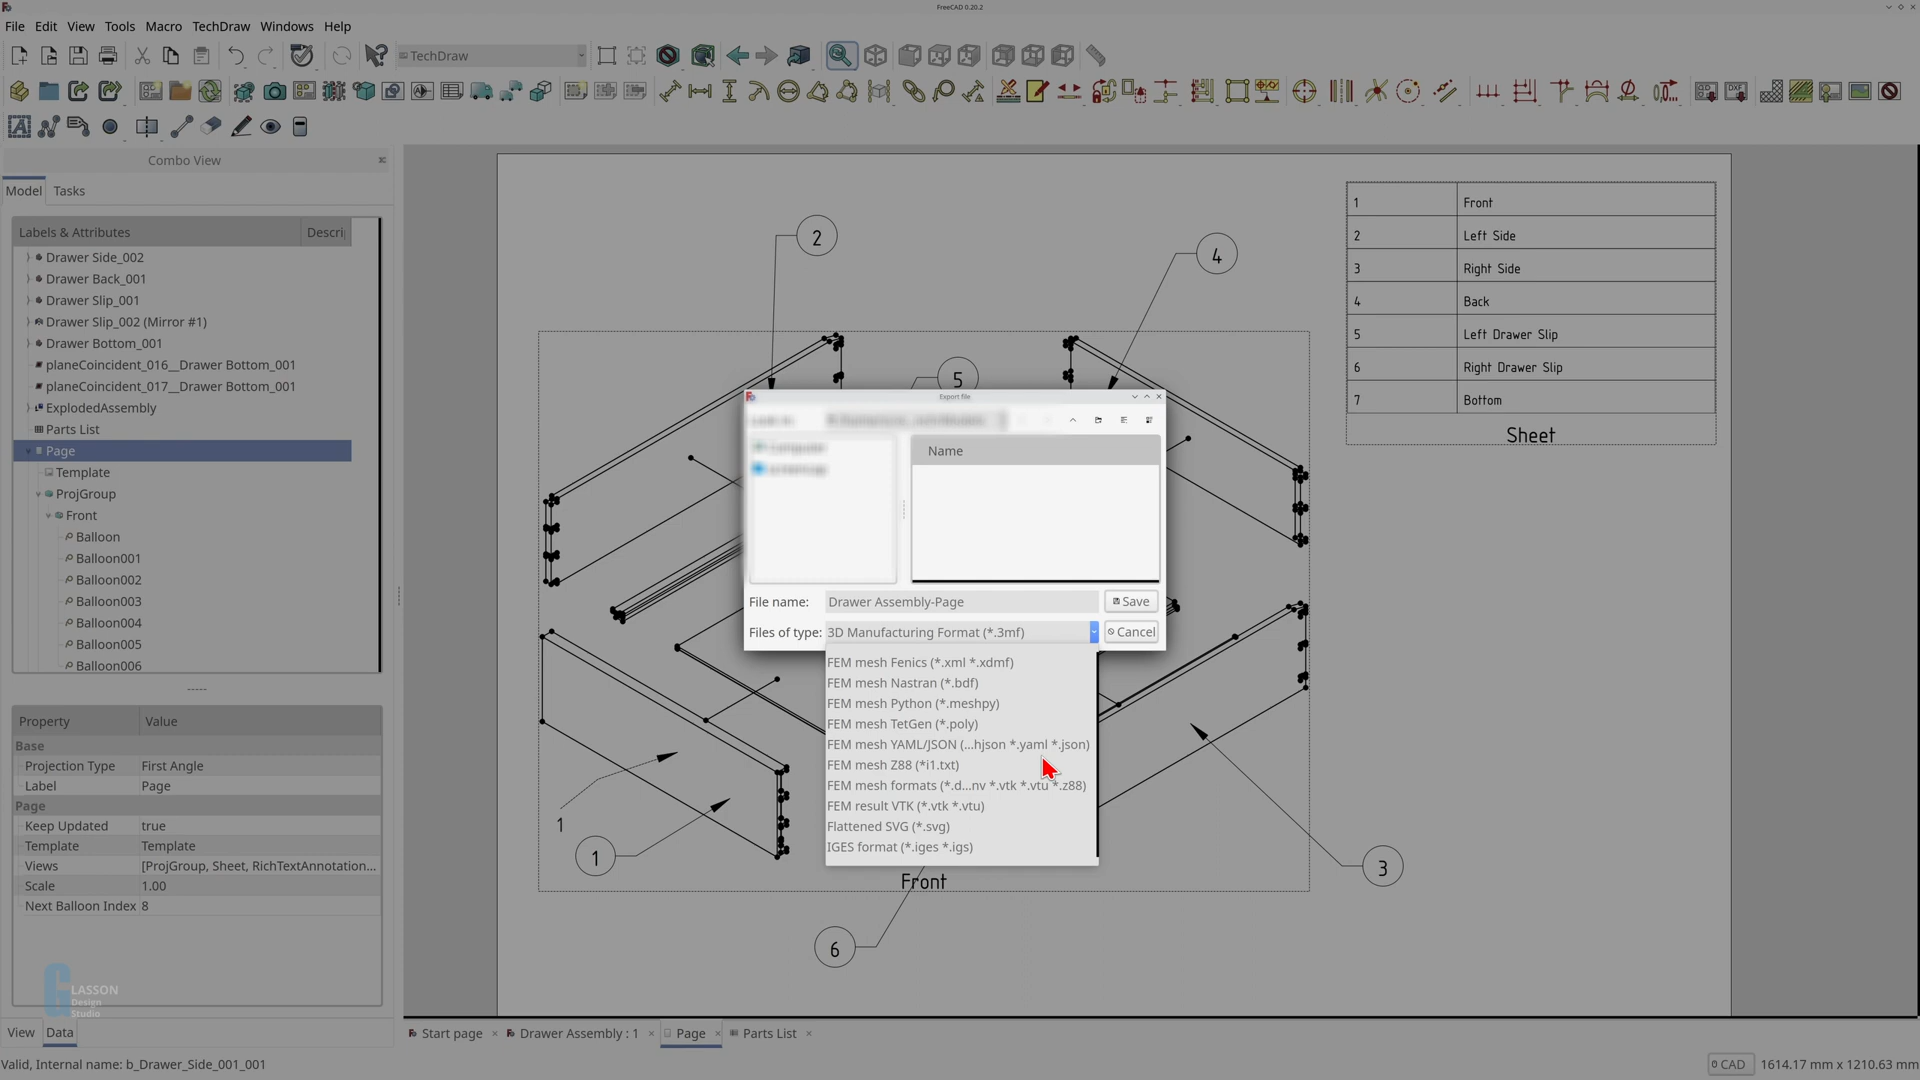 FreeCAD 0.20.2
File Edit View Tools Macro TechDraw Windows Help
TechDraw
Combo View
Model Tasks
Labels & Attributes Descri
Drawer Side_002
Drawer Back_001
Drawer Slip_001
Drawer Slip_002 (Mirror #1)
Drawer Bottom_001
planeCoincident_016__Drawer Bottom_001
planeCoincident_017__Drawer Bottom_001
ExplodedAssembly
Parts List
Page
Template
ProjGroup
Front
Balloon
Balloon001
Balloon002
Balloon003
Balloon004
Balloon005
Balloon006
Property Value
Base
Projection Type First Angle
Label Page
Page
Keep Updated true
Template Template
Views [ProjGroup, Sheet, RichTextAnnotation...
Scale 1.00
Next Balloon Index 8
GLASSON
Design
Studio
View Data
2
4
5
1
1
3
6
Front
1 Front
2 Left Side
3 Right Side
4 Back
5 Left Drawer Slip
6 Right Drawer Slip
7 Bottom
Sheet
Export file
Name
File name: Drawer Assembly-Page Save
Files of type: 3D Manufacturing Format (*.3mf) Cancel
FEM mesh Fenics (*.xml *.xdmf)
FEM mesh Nastran (*.bdf)
FEM mesh Python (*.meshpy)
FEM mesh TetGen (*.poly)
FEM mesh YAML/JSON (...hjson *.yaml *.json)
FEM mesh Z88 (*i1.txt)
FEM mesh formats (*.d...nv *.vtk *.vtu *.z88)
FEM result VTK (*.vtk *.vtu)
Flattened SVG (*.svg)
IGES format (*.iges *.igs)
Start page Drawer Assembly : 1 Page Parts List
Valid, Internal name: b_Drawer_Side_001_001
CAD 1614.17 mm x 1210.63 mm